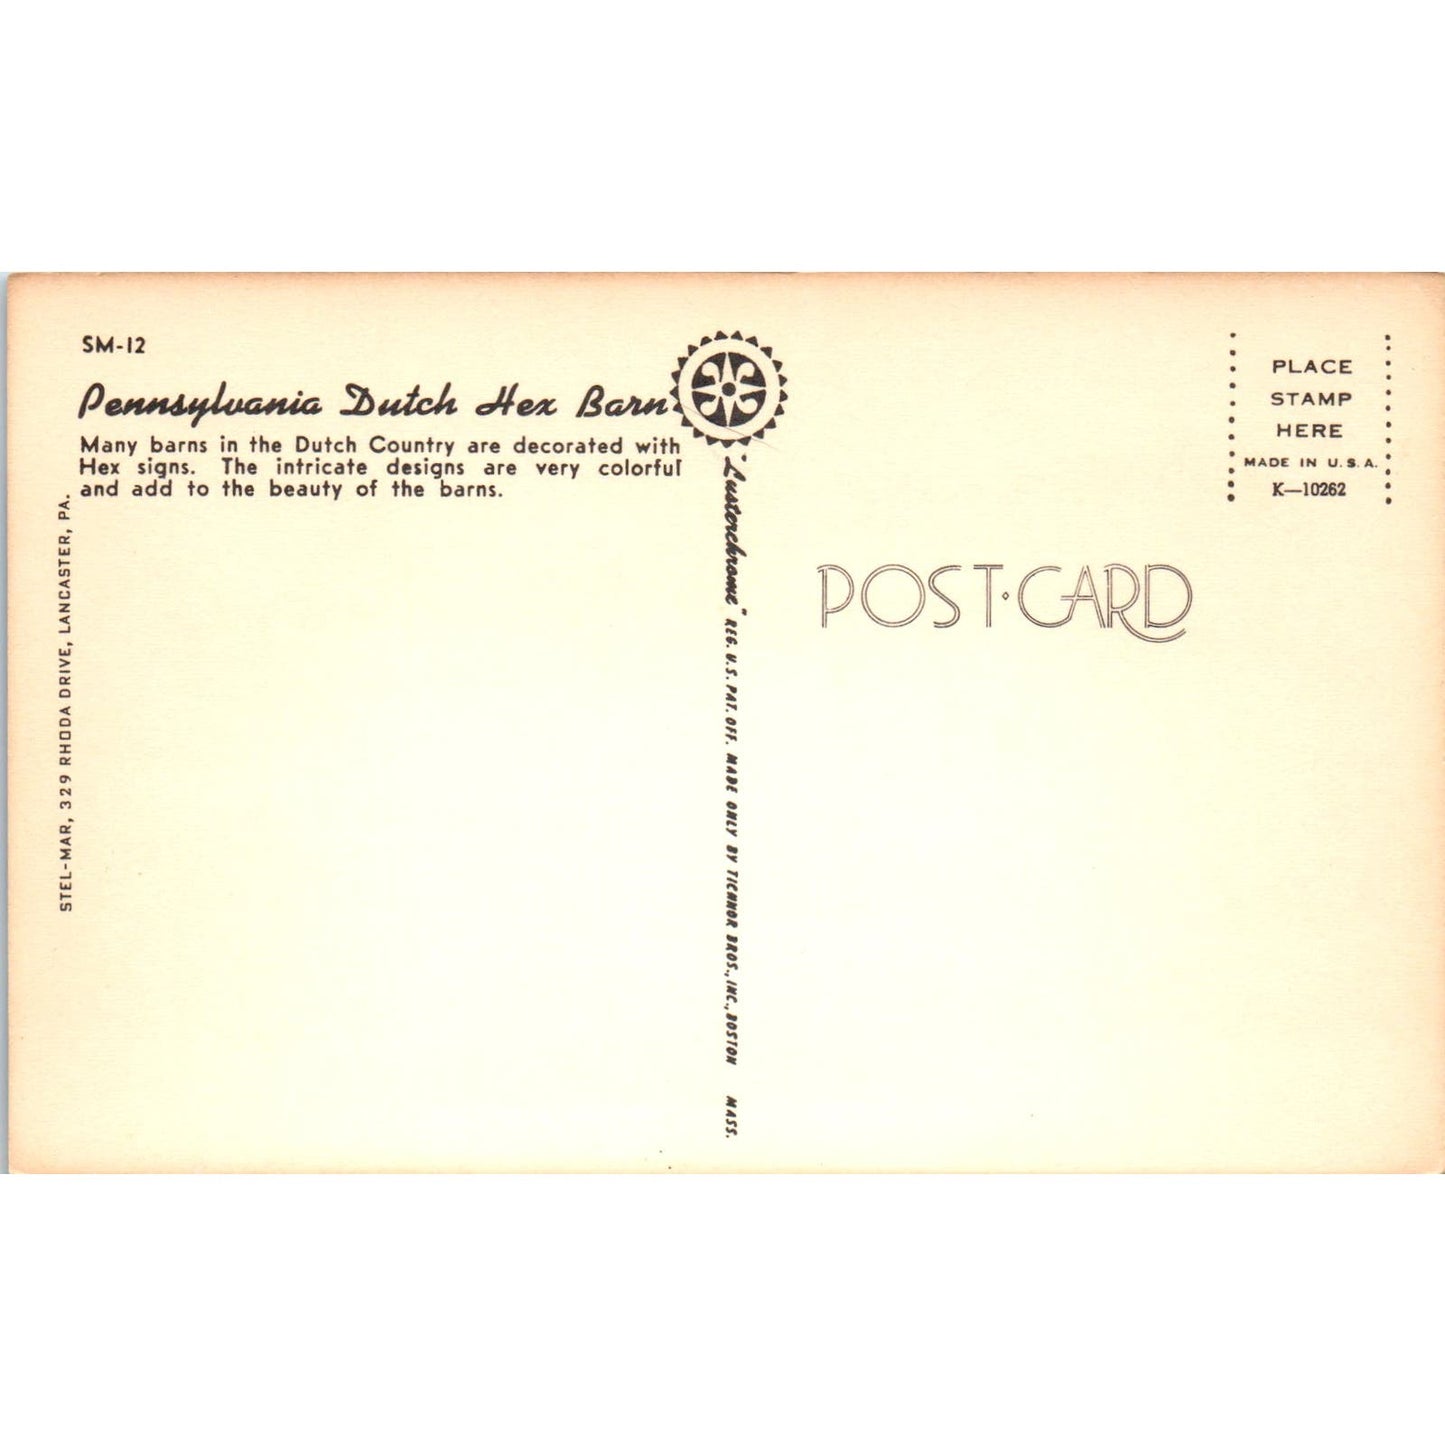 SM-12
Pennsylvania Dutch Hex Barn
Many barns in the Dutch Country are decorated with
Hex signs. The intricate designs are very colorful
and add to the beauty of the barns.
STEL-MAR, 329 RHODA DRIVE, LANCASTER, PA.
"Lusterchrome" REG. U.S. PAT. OFF. MADE ONLY BY TICHNOR BROS., INC., BOSTON MASS.
PLACE
STAMP
HERE
MADE IN U.S.A.
K—10262
POST·CARD